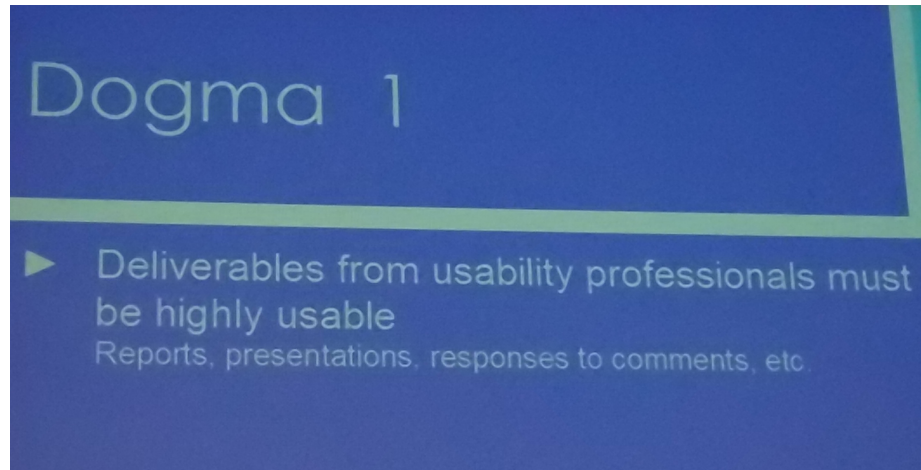 Dogma 1
Deliverables from usability professionals must
be highly usable
Reports, presentations, responses to comments, etc.